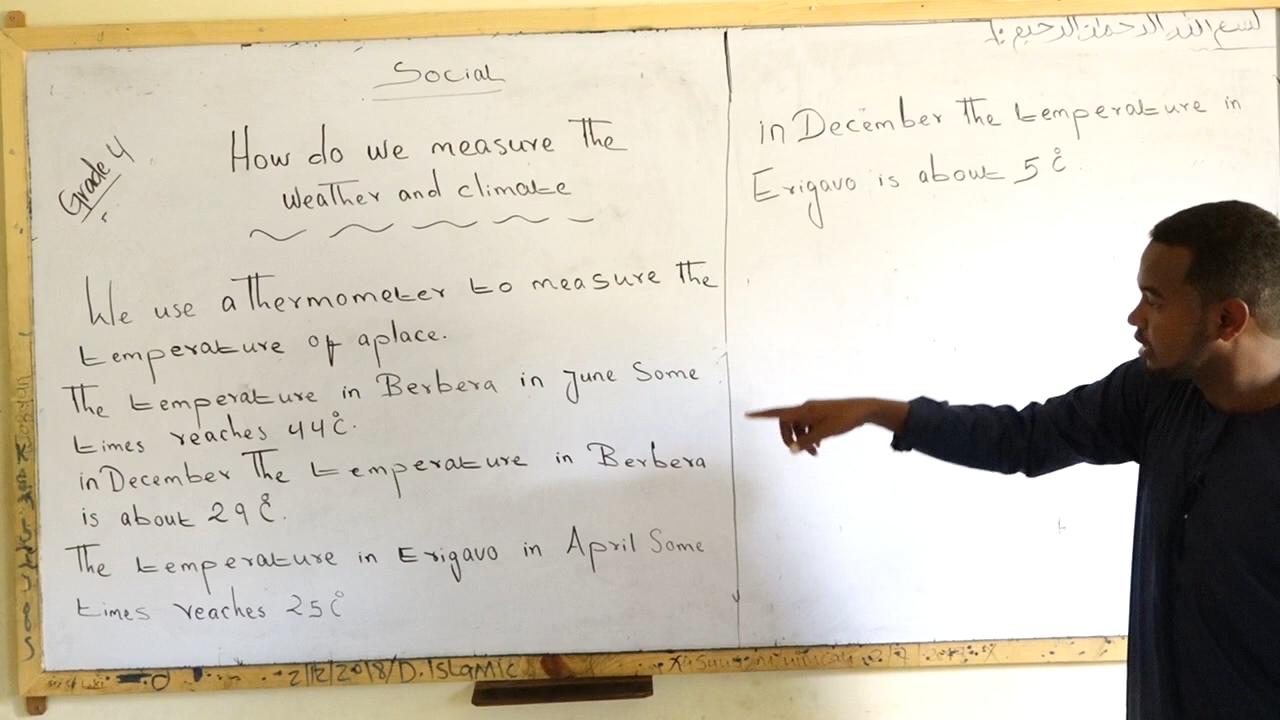 بسم الله الرحمان الرحيم
Social
Grade 4
How do we measure the
weather and climate
We use a thermometer to measure the
temperature of aplace.
The temperature in Berbera in June Some
times reaches 44°C.
in December The temperature in Berbera
is about 29°C.
The temperature in Erigavo in April Some
times reaches 25°C
in December The temperature in
Erigavo is about 5°C.
2/12/2018/D.ISLamic